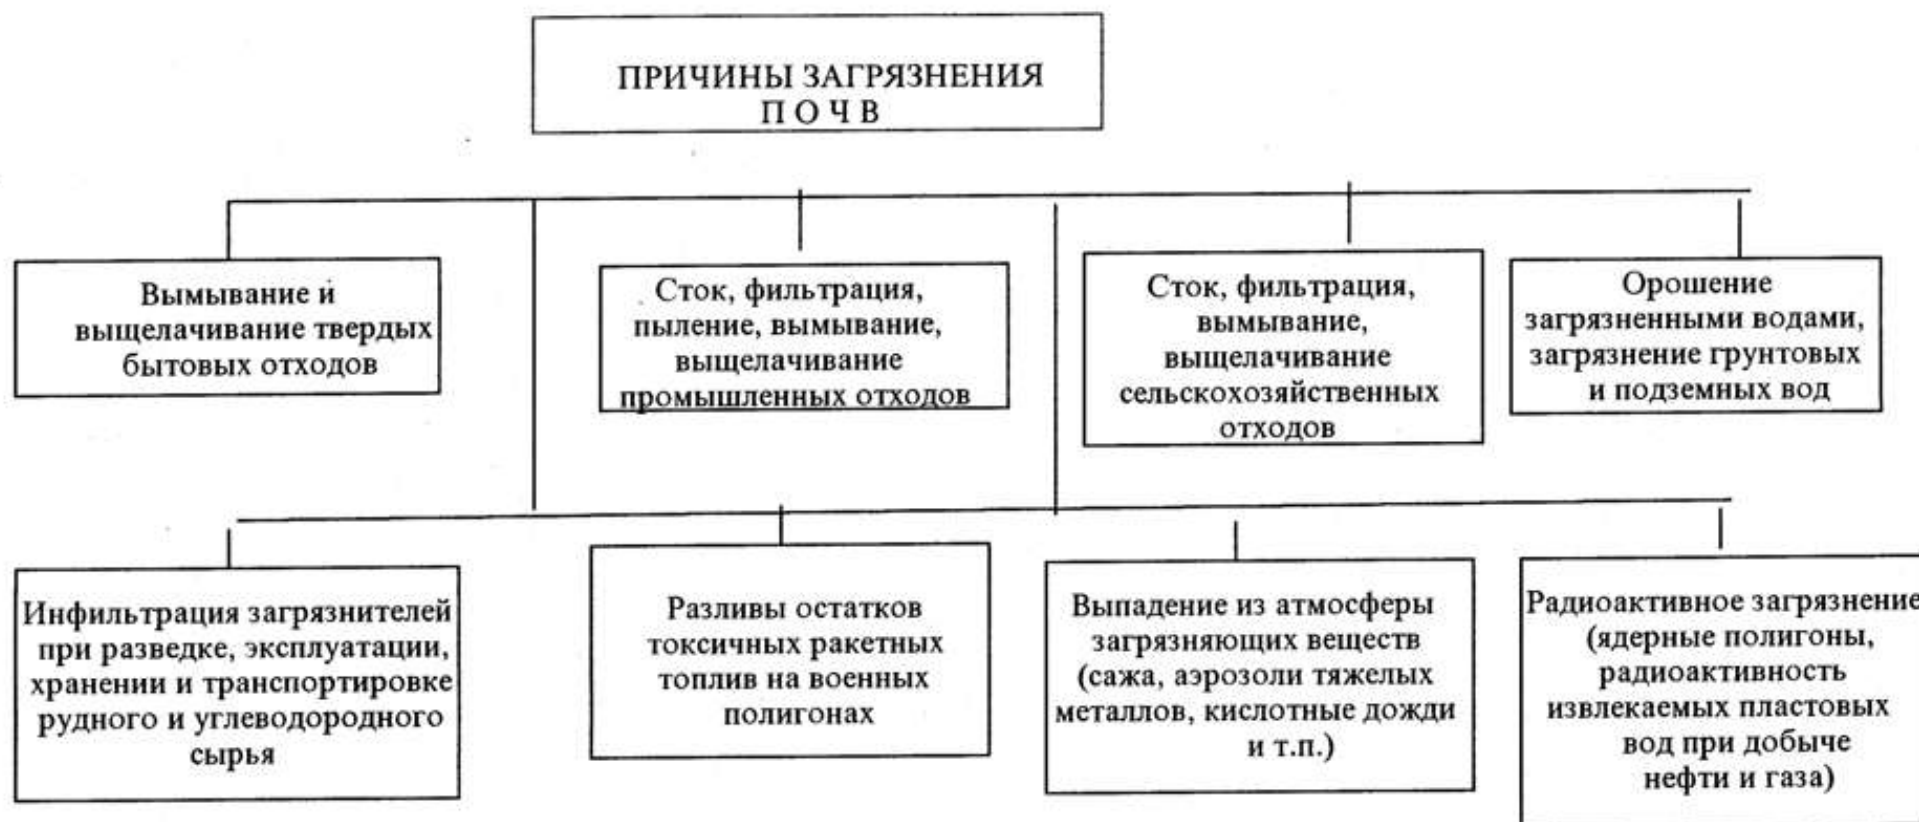 ПРИЧИНЫ ЗАГРЯЗНЕНИЯ
П О Ч В
Вымывание и
выщелачивание твердых
бытовых отходов
Сток, фильтрация,
пыление, вымывание,
выщелачивание
промышленных отходов
Сток, фильтрация,
вымывание,
выщелачивание
сельскохозяйственных
отходов
Орошение
загрязненными водами,
загрязнение грунтовых
и подземных вод
Инфильтрация загрязнителей
при разведке, эксплуатации,
хранении и транспортировке
рудного и углеводородного
сырья
Разливы остатков
токсичных ракетных
топлив на военных
полигонах
Выпадение из атмосферы
загрязняющих веществ
(сажа, аэрозоли тяжелых
металлов, кислотные дожди
и т.п.)
Радиоактивное загрязнение
(ядерные полигоны,
радиоактивность
извлекаемых пластовых
вод при добыче
нефти и газа)